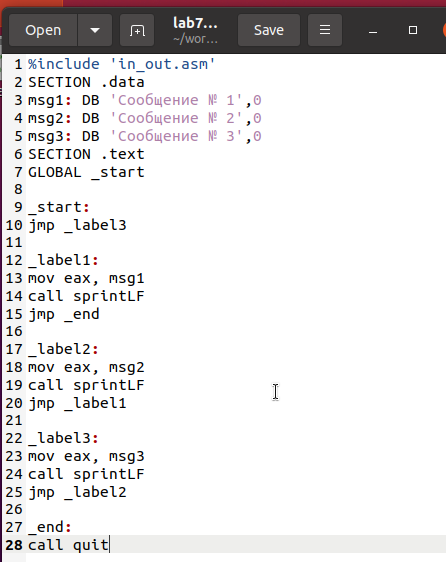 Open
lab7...
~/wor...
Save
1 %include 'in_out.asm'
2 SECTION .data
3 msg1: DB 'Сообщение № 1',0
4 msg2: DB 'Сообщение № 2',0
5 msg3: DB 'Сообщение № 3',0
6 SECTION .text
7 GLOBAL _start
8
9 _start:
10 jmp _label3
11
12 _label1:
13 mov eax, msg1
14 call sprintLF
15 jmp _end
16
17 _label2:
18 mov eax, msg2
19 call sprintLF
20 jmp _label1
21
22 _label3:
23 mov eax, msg3
24 call sprintLF
25 jmp _label2
26
27 _end:
28 call quit